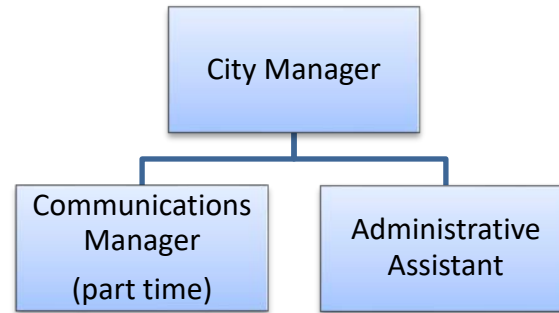 City Manager
Communications
Manager
(part time)
Administrative
Assistant